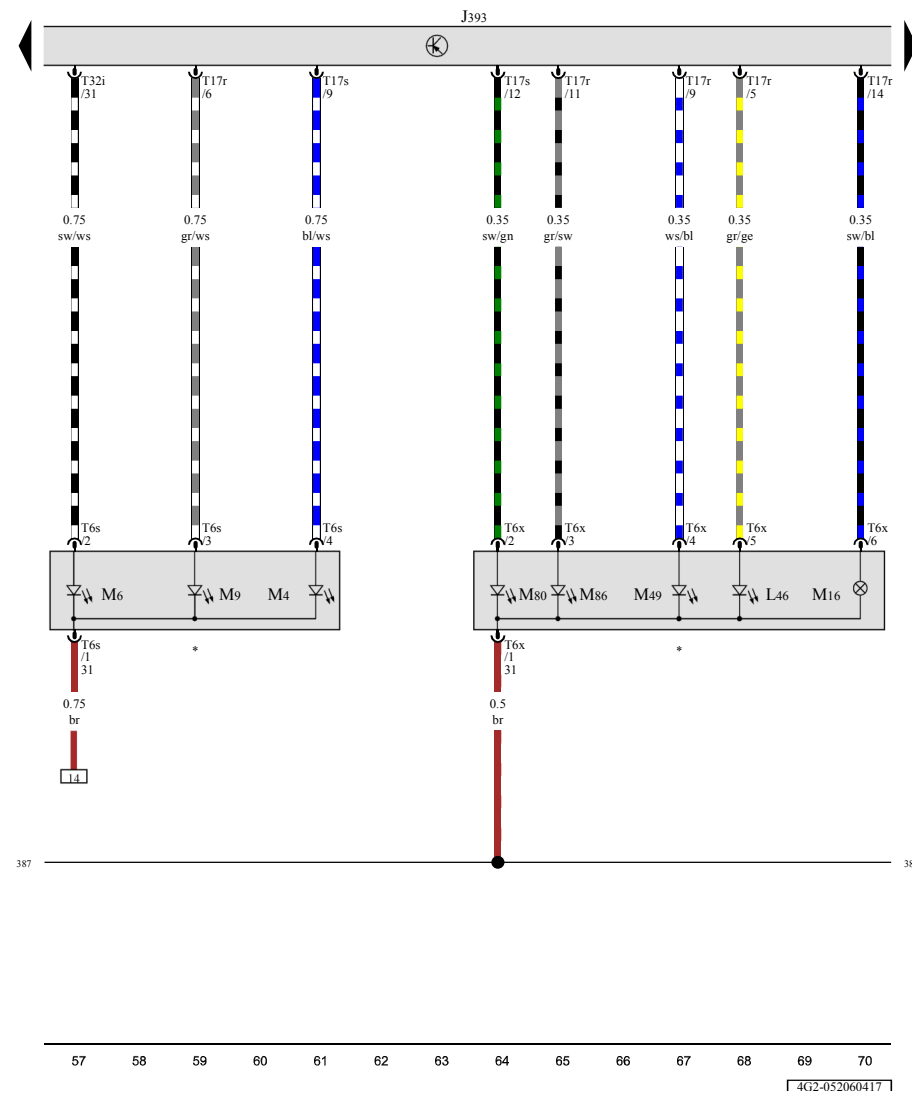 J393
T32i T17r T17s T17s T17r T17r T17r T17r
/31 /6 /9 /12 /11 /9 /5 /14
0.75 0.75 0.75 0.35 0.35 0.35 0.35 0.35
sw/ws gr/ws bl/ws sw/gn gr/sw ws/bl gr/ge sw/bl
T6s T6s T6s T6x T6x T6x T6x T6x
/2 /3 /4 /2 /3 /4 /5 /6
M6 M9 M4 M80 M86 M49 L46 M16
T6s * T6x *
/1 /1
31 31
0.75 0.5
br br
14
387
57 58 59 60 61 62 63 64 65 66 67 68 69 70
4G2-052060417